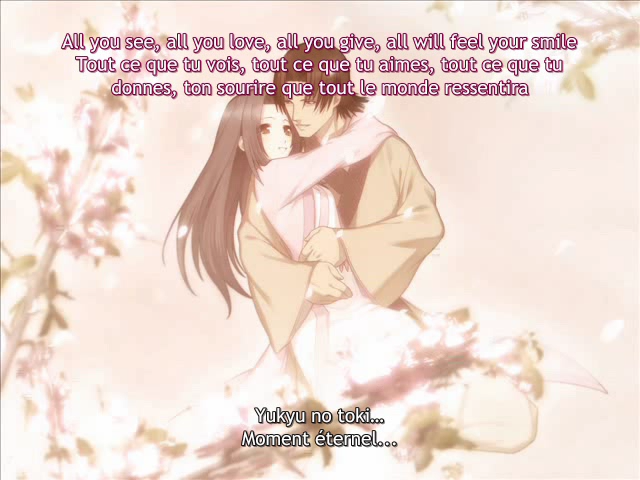 All you see, all you love, all you give, all will feel your smile
Tout ce que tu vois, tout ce que tu aimes, tout ce que tu
donnes, ton sourire que tout le monde ressentira
Yukyu no toki...
Moment éternel...